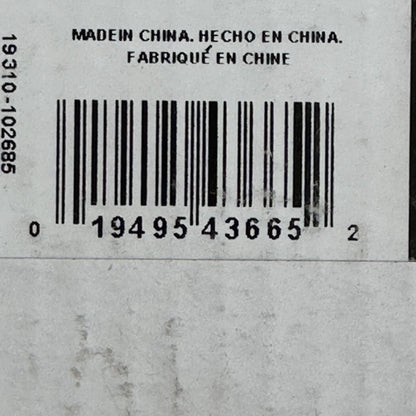 MADEIN CHINA. HECHO EN CHINA.
FABRIQUÉ EN CHINE
19310-102685
0 19495 43665 2